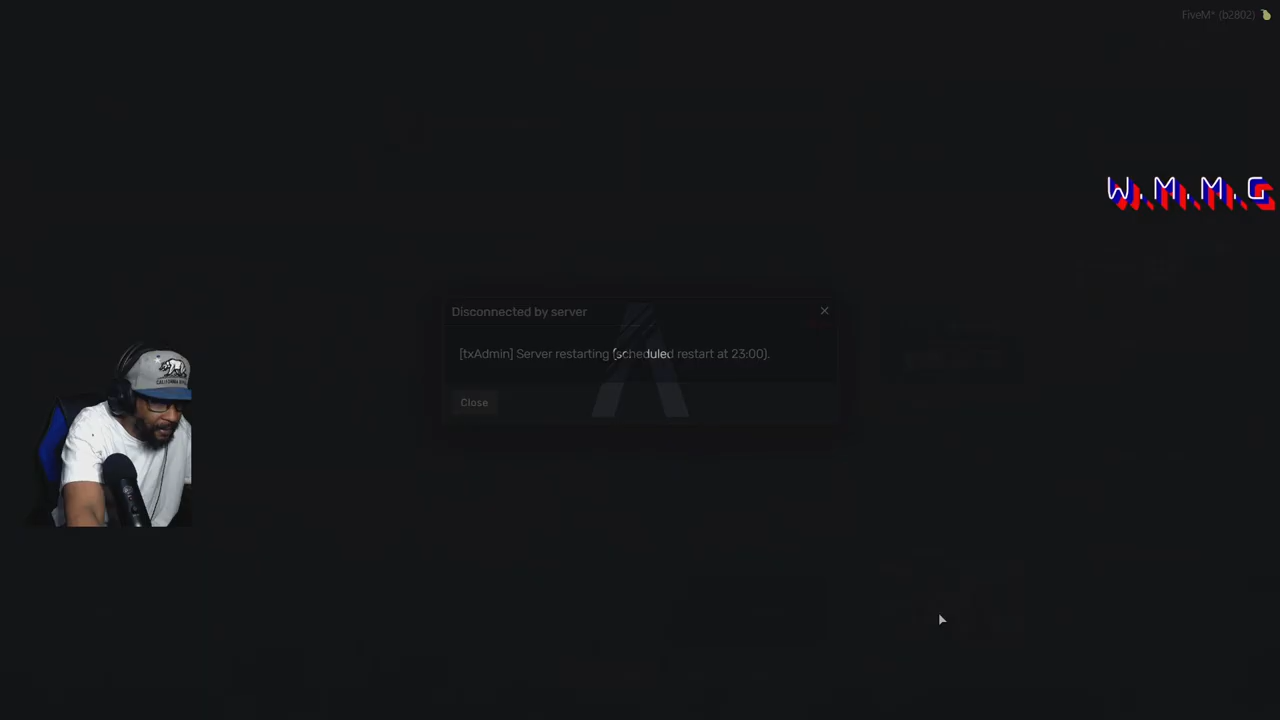 FiveM* (b2802)
W.M.M.G
Disconnected by server
[txAdmin] Server restarting (scheduled restart at 23:00).
Close